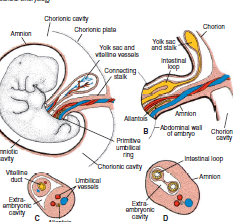 Chorionic cavity
Amnion
Chorionic plate
Yolk sac and
vitelline vessels
Connecting
stalk
Primitive
umbilical
ring
Chorionic cavity
Vitelline
duct
Umbilical
vessels
Extra-
embryonic
cavity
C
Chorion
Yolk sac
and stalk
Intestinal
loop
Allantois
Amnion
B
Abdominal wall
of embryo
Chorion
cavity
Intestinal loop
Amnion
Extra-
embryonic
cavity
D